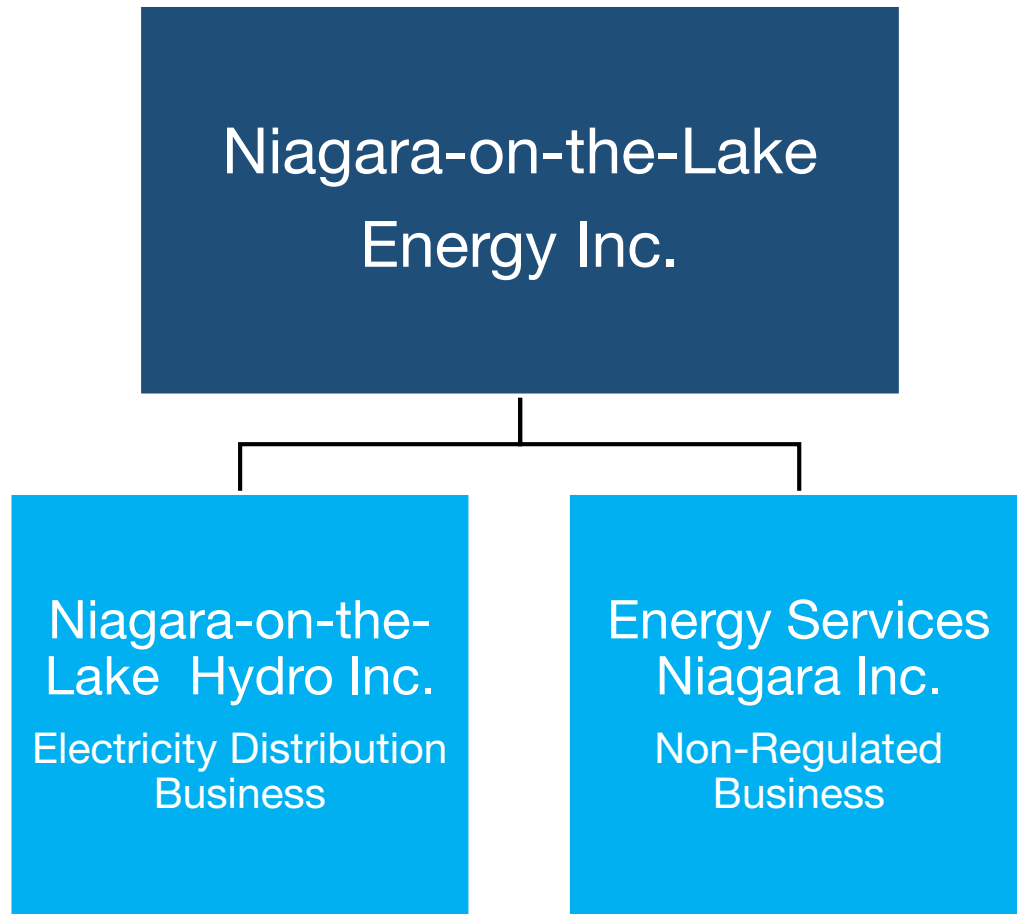 Niagara-on-the-Lake
Energy Inc.
Niagara-on-the-
Lake  Hydro Inc.
Electricity Distribution
Business
Energy Services
Niagara Inc.
Non-Regulated
Business